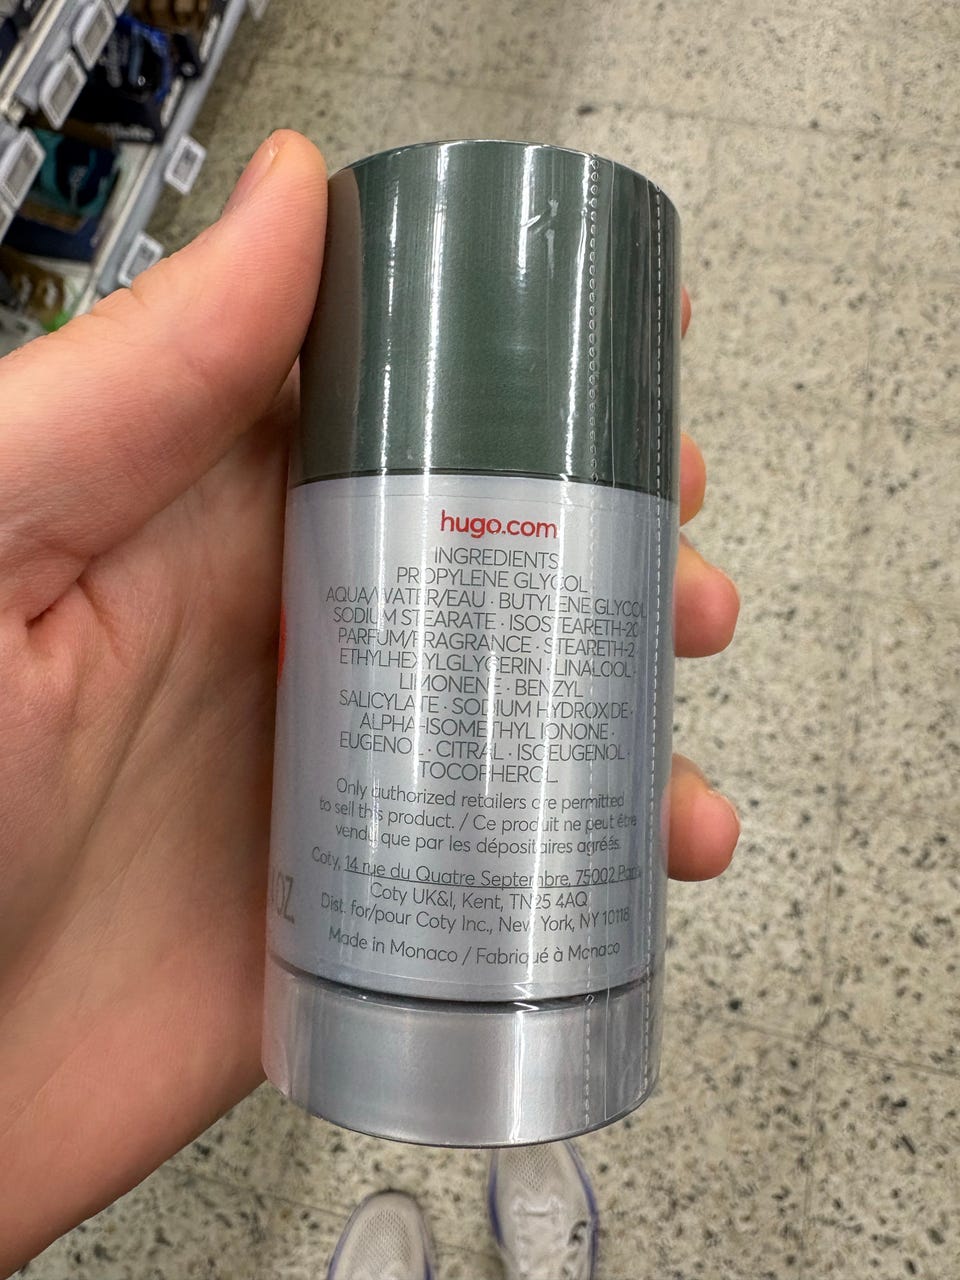 hugo.com
INGREDIENTS
PROPYLENE GLYCOL
AQUA/WATER/EAU · BUTYLENE GLYCOL
SODIUM STEARATE · ISOSTEARETH-20
PARFUM/FRAGRANCE · STEARETH-2
ETHYLHEXYLGLYCERIN · LINALOOL ·
LIMONENE · BENZYL
SALICYLATE · SODIUM HYDROXIDE ·
ALPHA-ISOMETHYL IONONE ·
EUGENOL · CITRAL · ISOEUGENOL ·
TOCOPHEROL.
Only authorized retailers are permitted
to sell this product. / Ce produit ne peut être
vendu que par les dépositaires agréés.
Coty, 14 rue du Quatre Septembre, 75002 Paris
Coty UK&I, Kent, TN25 4AQ
Dist. for/pour Coty Inc., New York, NY 10118
Made in Monaco / Fabriqué à Monaco
OZ